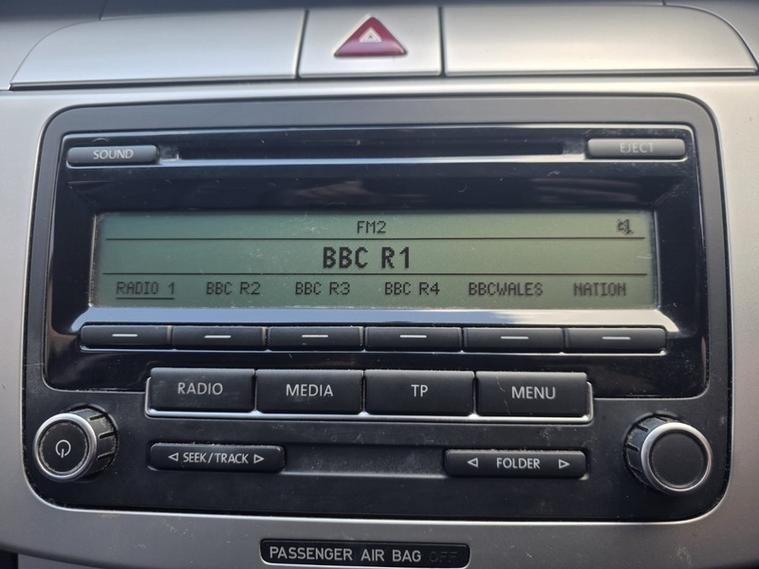 SOUND EJECT
FM2
BBC R1
RADIO 1 BBC R2 BBC R3 BBC R4 BBCWALES NATION
RADIO MEDIA TP MENU
SEEK/TRACK FOLDER
PASSENGER AIR BAG OFF